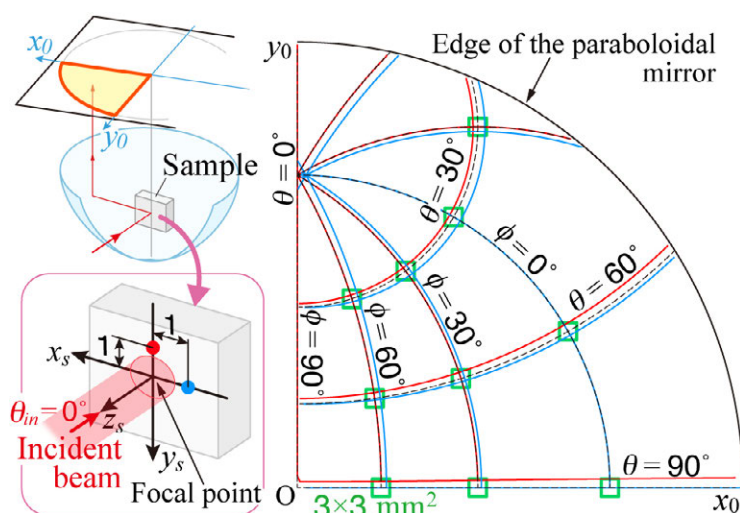 x₀
y₀
Sample
1
1
xₛ
θᵢₙ = 0°
zₛ
Incident
beam
yₛ
Focal point
y₀
Edge of the paraboloidal
mirror
θ = 0°
θ = 30°
ϕ = 0°
θ = 60°
ϕ = 30°
ϕ = 60°
ϕ = 90°
θ = 90°
O
3×3 mm²
x₀